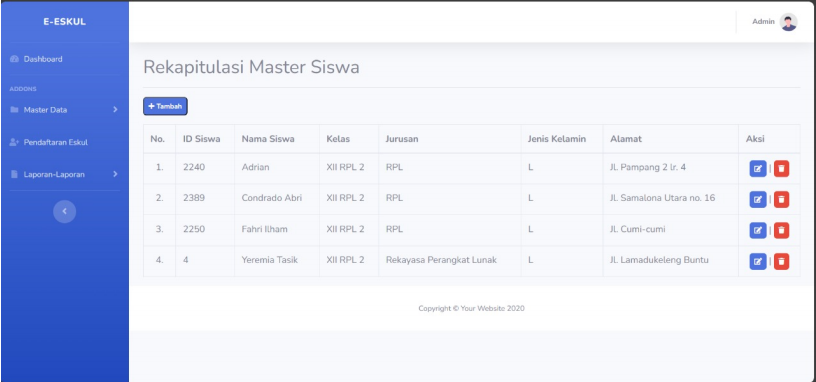 E-ESKUL
Admin
Dashboard
ADDONS
Master Data
Pendaftaran Eskul
Laporan-Laporan
Rekapitulasi Master Siswa
+ Tambah
No. ID Siswa Nama Siswa Kelas Jurusan Jenis Kelamin Alamat Aksi
1. 2240 Adrian XII RPL 2 RPL L Jl. Pampang 2 lr. 4 |
2. 2389 Condrado Abri XII RPL 2 RPL L Jl. Samalona Utara no. 16 |
3. 2250 Fahri Ilham XII RPL 2 RPL L Jl. Cumi-cumi |
4. 4 Yeremia Tasik XII RPL 2 Rekayasa Perangkat Lunak L Jl. Lamadukeleng Buntu |
Copyright © Your Website 2020